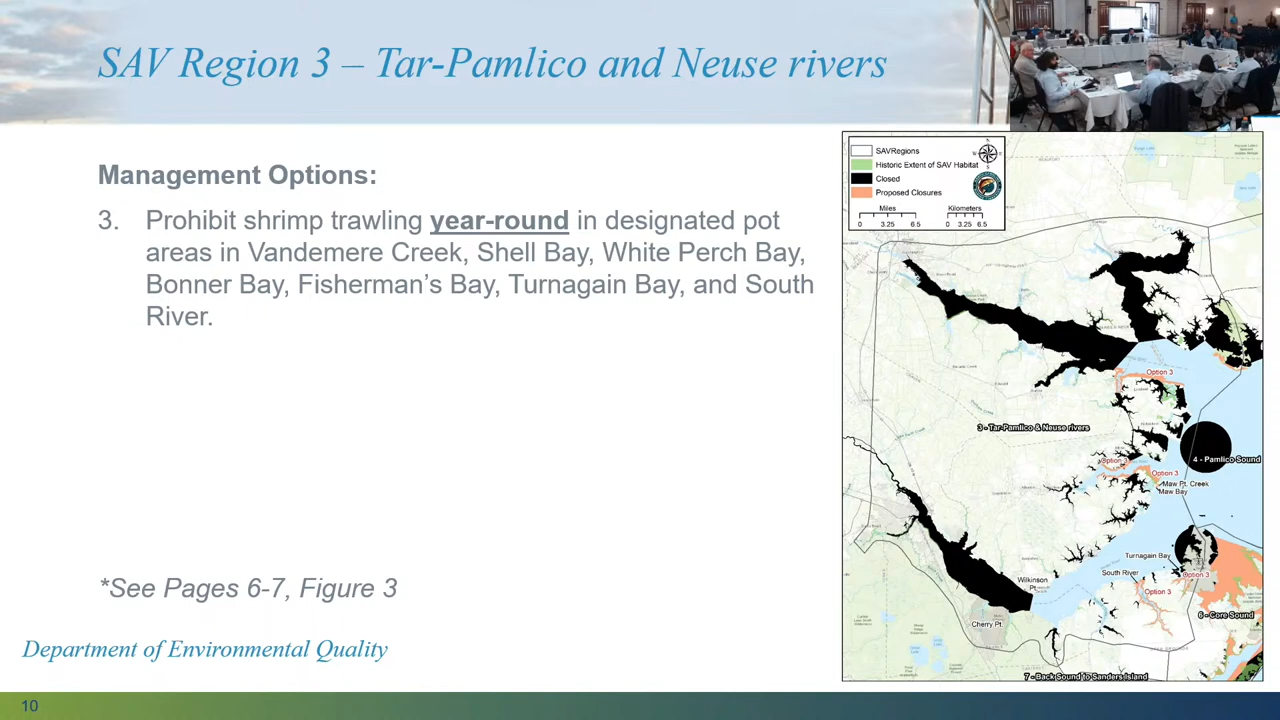 SAV Region 3 – Tar-Pamlico and Neuse rivers
Management Options:
3. Prohibit shrimp trawling year-round in designated pot
areas in Vandemere Creek, Shell Bay, White Perch Bay,
Bonner Bay, Fisherman's Bay, Turnagain Bay, and South
River.
*See Pages 6-7, Figure 3
Department of Environmental Quality
10
SAVRegions
Historic Extent of SAV Habitat
Closed
Proposed Closures
Miles
Kilometers
0 3.25 6.5
0 3.25 6.5
Option 3
3 - Tar-Pamlico & Neuse rivers
4 - Pamlico Sound
Option 3
Option 3
Maw Pt. Creek
Maw Bay
Turnagain Bay
South River
Option 3
Wilkinson
Pt.
Option 3
6 - Core Sound
Cherry Pt.
7 - Back Sound to Sanders Island